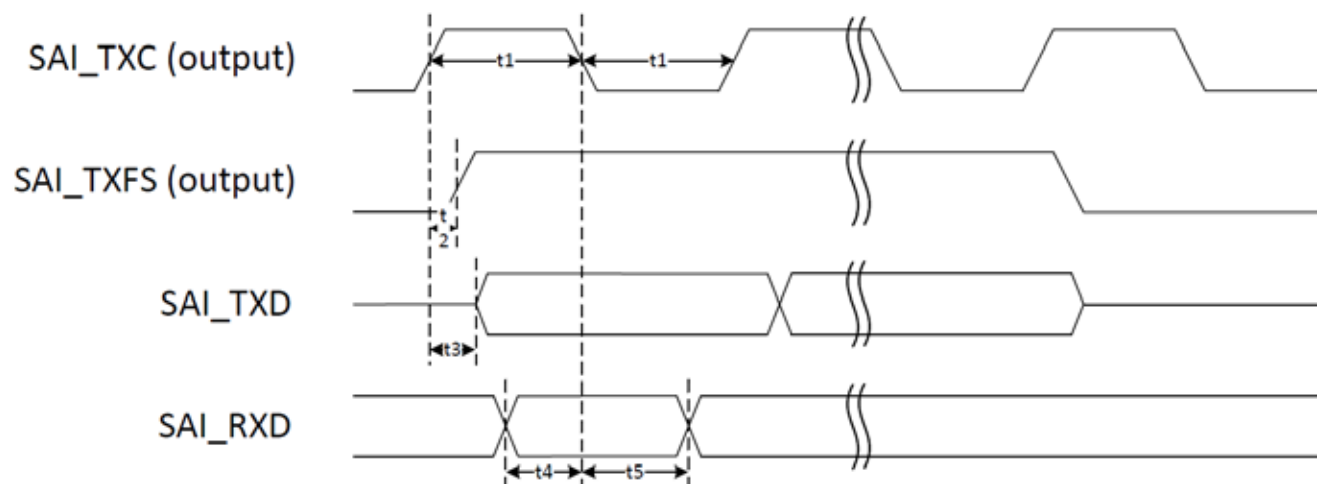 SAI_TXC (output)
t1 t1
SAI_TXFS (output)
t
2
SAI_TXD
t3
SAI_RXD
t4 t5